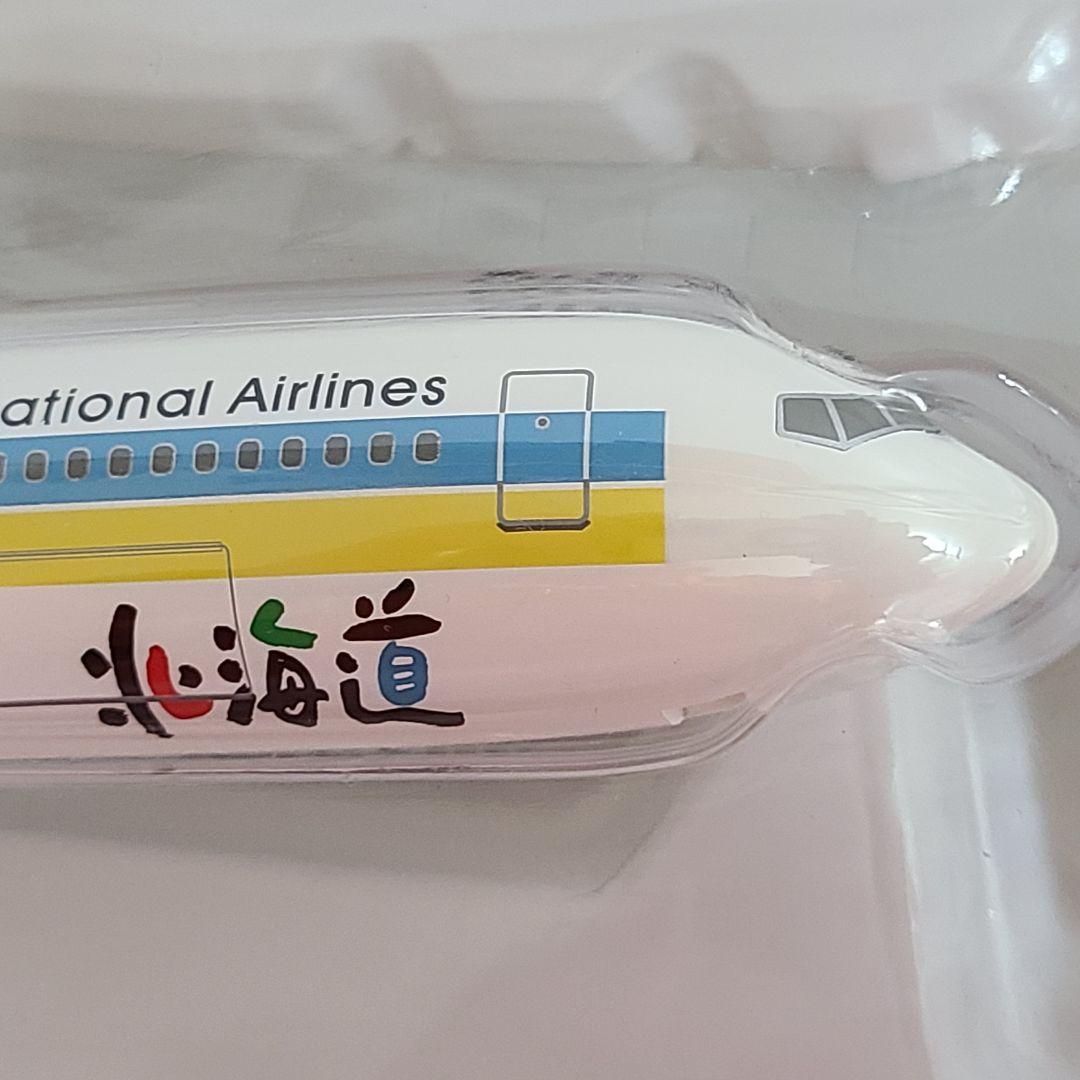 ational Airlines
北海道